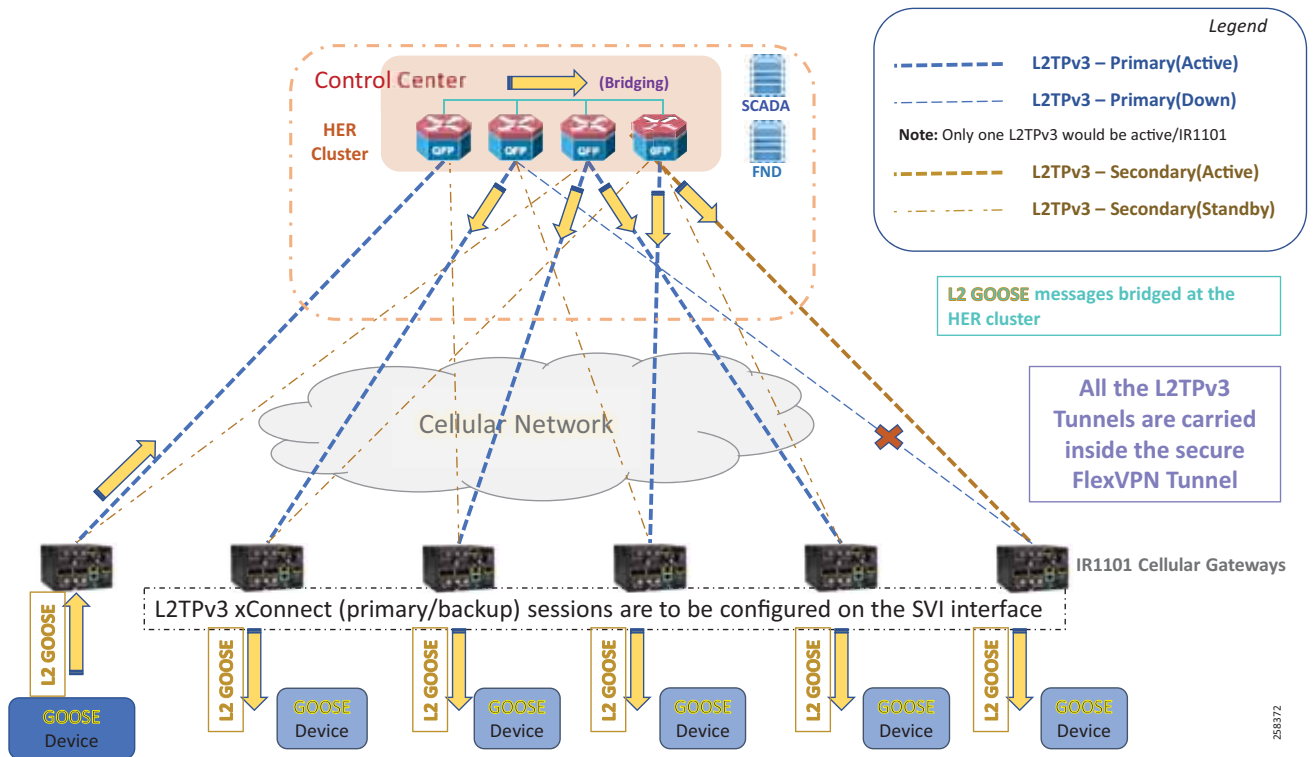 Legend
L2TPv3 – Primary(Active)
L2TPv3 – Primary(Down)
Note: Only one L2TPv3 would be active/IR1101
L2TPv3 – Secondary(Active)
L2TPv3 – Secondary(Standby)
Control Center
(Bridging)
SCADA
HER
Cluster
QFP
QFP
QFP
QFP
FND
L2 GOOSE messages bridged at the
HER cluster
All the L2TPv3
Tunnels are carried
inside the secure
FlexVPN Tunnel
Cellular Network
IR1101 Cellular Gateways
L2TPv3 xConnect (primary/backup) sessions are to be configured on the SVI interface
L2 GOOSE
L2 GOOSE
L2 GOOSE
L2 GOOSE
L2 GOOSE
L2 GOOSE
GOOSE
Device
GOOSE
Device
GOOSE
Device
GOOSE
Device
GOOSE
Device
GOOSE
Device
258372